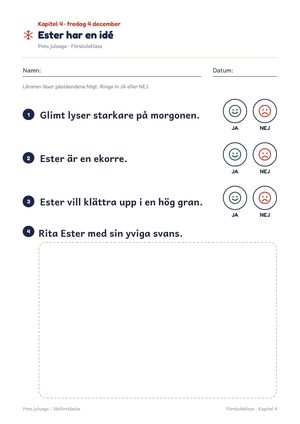 Kapitel 4 · fredag 4 december
Ester har en idé
Pims julsaga · Förskoleklass
Namn:
Datum:
Läraren läser påståendena högt. Ringa in JA eller NEJ.
1 Glimt lyser starkare på morgonen.
JA NEJ
2 Ester är en ekorre.
JA NEJ
3 Ester vill klättra upp i en hög gran.
JA NEJ
4 Rita Ester med sin yviga svans.
Pims julsaga – läsförståelse
Förskoleklass · Kapitel 4